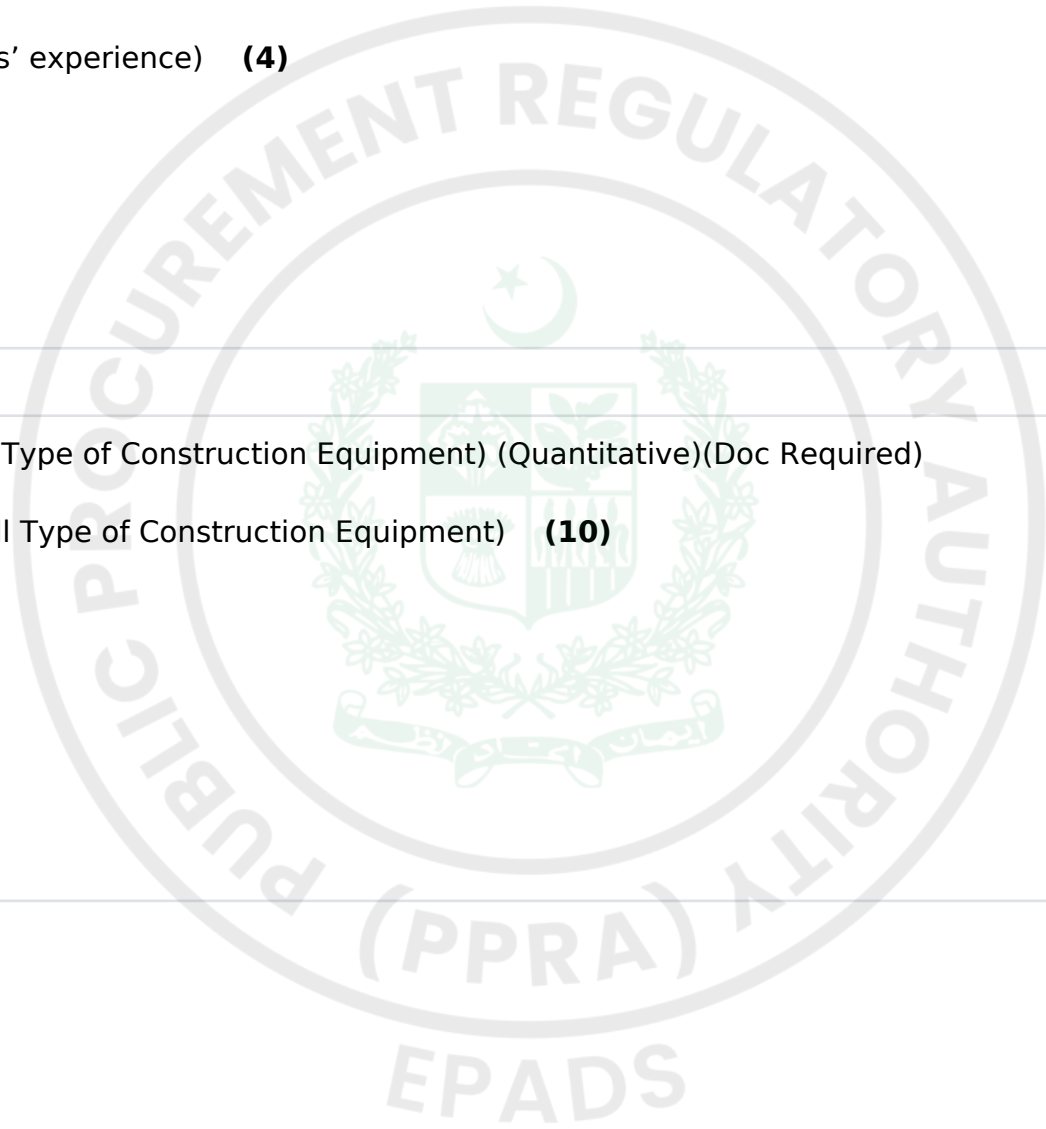 s’ experience) (4)
Type of Construction Equipment) (Quantitative)(Doc Required)
l Type of Construction Equipment) (10)
PUBLIC PROCUREMENT REGULATORY AUTHORITY
(PPRA)
EPADS